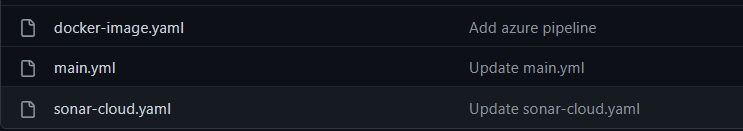 docker-image.yaml Add azure pipeline
main.yml Update main.yml
sonar-cloud.yaml Update sonar-cloud.yaml